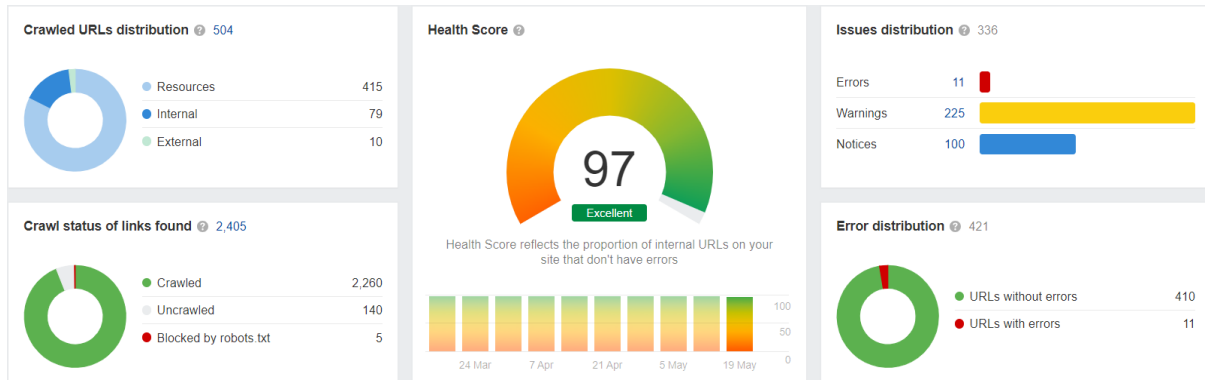 Crawled URLs distribution ? 504
Resources 415
Internal 79
External 10
Crawl status of links found ? 2,405
Crawled 2,260
Uncrawled 140
Blocked by robots.txt 5
Health Score ?
97
Excellent
Health Score reflects the proportion of internal URLs on your
site that don't have errors
100
50
0
24 Mar 7 Apr 21 Apr 5 May 19 May
Issues distribution ? 336
Errors 11
Warnings 225
Notices 100
Error distribution ? 421
URLs without errors 410
URLs with errors 11